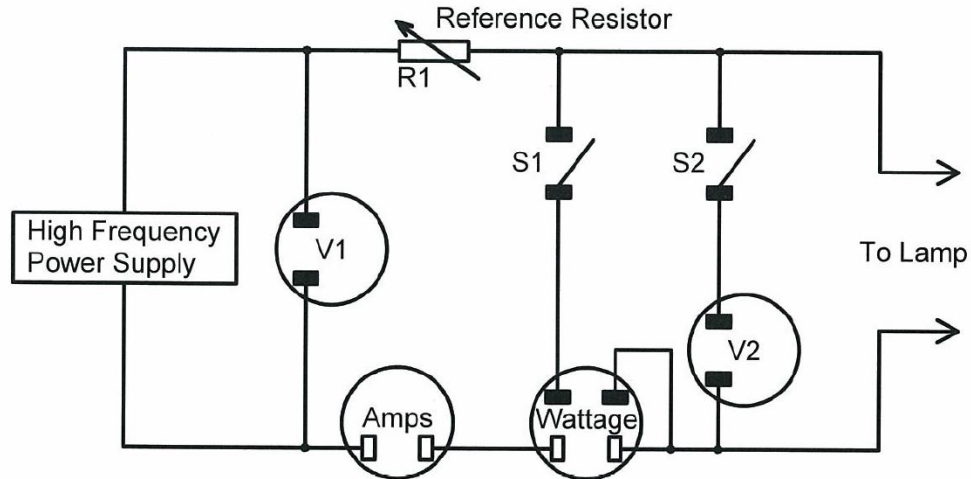 Reference Resistor
R1
S1
S2
High Frequency
Power Supply
V1
To Lamp
V2
Amps
Wattage